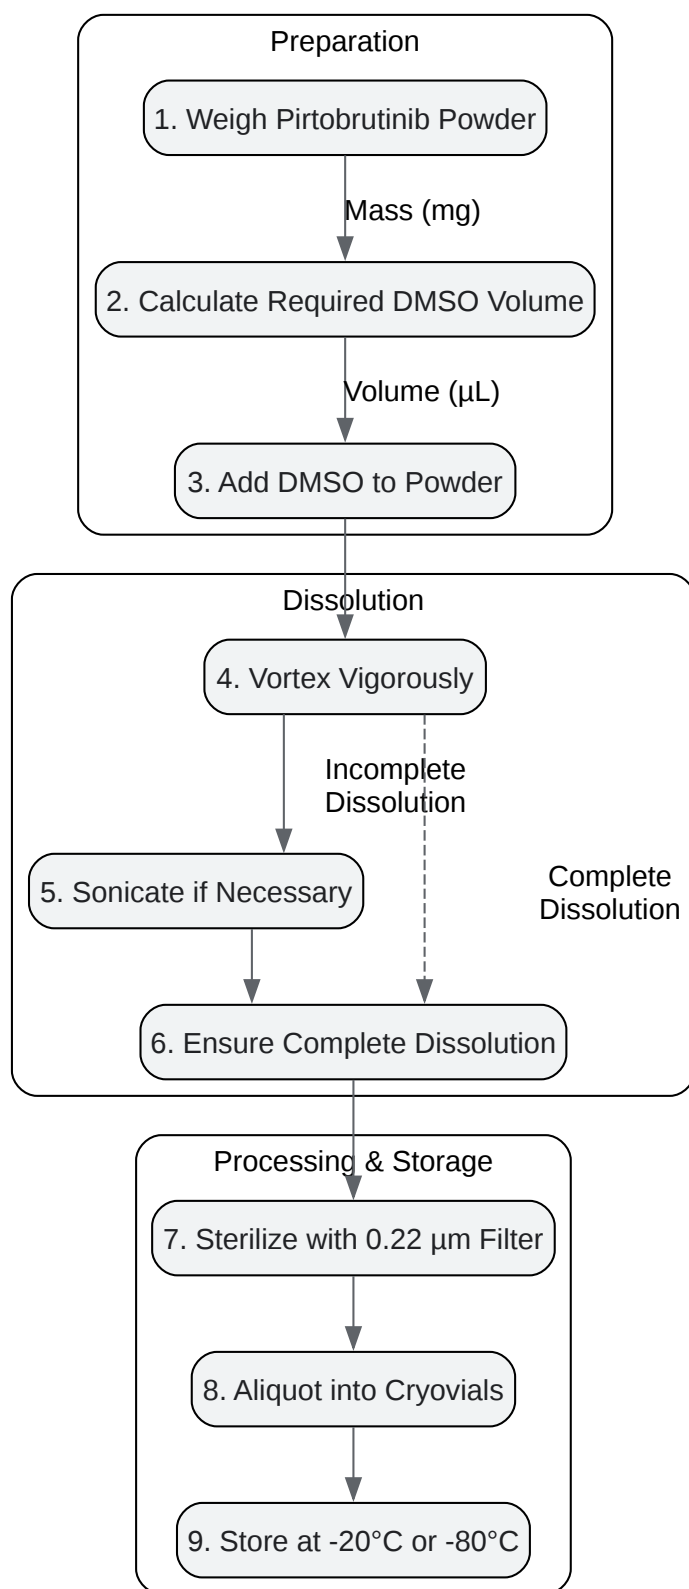 Preparation
1. Weigh Pirtobrutinib Powder
Mass (mg)
2. Calculate Required DMSO Volume
Volume (µL)
3. Add DMSO to Powder
Dissolution
4. Vortex Vigorously
Incomplete
Dissolution
5. Sonicate if Necessary
Complete
Dissolution
6. Ensure Complete Dissolution
Processing & Storage
7. Sterilize with 0.22 µm Filter
8. Aliquot into Cryovials
9. Store at -20°C or -80°C